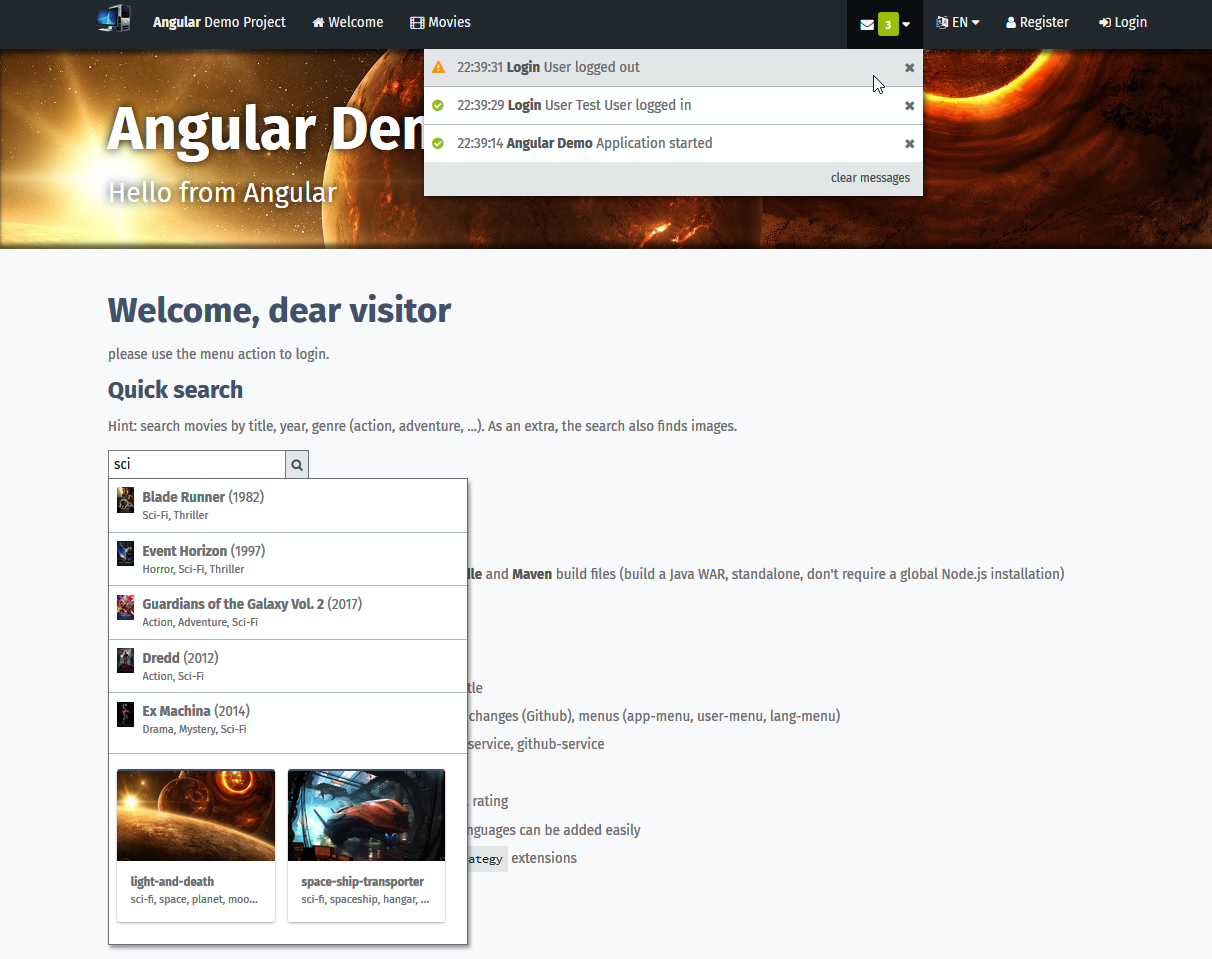 Angular Demo Project Welcome Movies 3 EN Register Login
22:39:31 Login User logged out
22:39:29 Login User Test User logged in
22:39:14 Angular Demo Application started
clear messages
Angular Den
Hello from Angular
Welcome, dear visitor
please use the menu action to login.
Quick search
Hint: search movies by title, year, genre (action, adventure, ...). As an extra, the search also finds images.
sci
Blade Runner (1982)
Sci-Fi, Thriller
Event Horizon (1997)
Horror, Sci-Fi, Thriller
Guardians of the Galaxy Vol. 2 (2017)
Action, Adventure, Sci-Fi
Dredd (2012)
Action, Sci-Fi
Ex Machina (2014)
Drama, Mystery, Sci-Fi
light-and-death
sci-fi, space, planet, moo...
space-ship-transporter
sci-fi, spaceship, hangar, ...
lle and Maven build files (build a Java WAR, standalone, don't require a global Node.js installation)
tle
changes (Github), menus (app-menu, user-menu, lang-menu)
service, github-service
rating
nguages can be added easily
ategy extensions